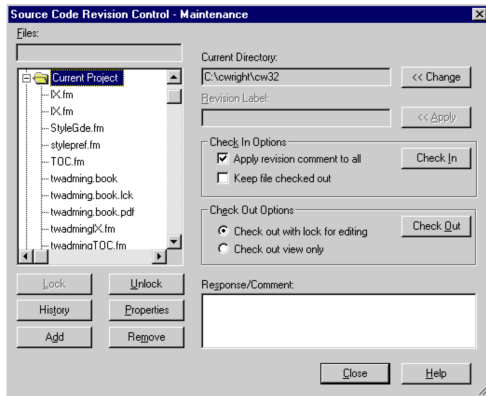 Source Code Revision Control - Maintenance
Files:
Current Project
IX.fm
IX.fm
StyleGde.fm
stylepref.fm
TOC.fm
twadming.book
twadming.book.lck
twadming.book.pdf
twadmingIX.fm
twadmingTOC.fm
Lock
Unlock
History
Properties
Add
Remove
Current Directory:
C:\cwright\cw32
<< Change
Revision Label:
<< Apply
Check In Options
Apply revision comment to all
Keep file checked out
Check In
Check Out Options
Check out with lock for editing
Check out view only
Check Out
Response/Comment:
Close
Help